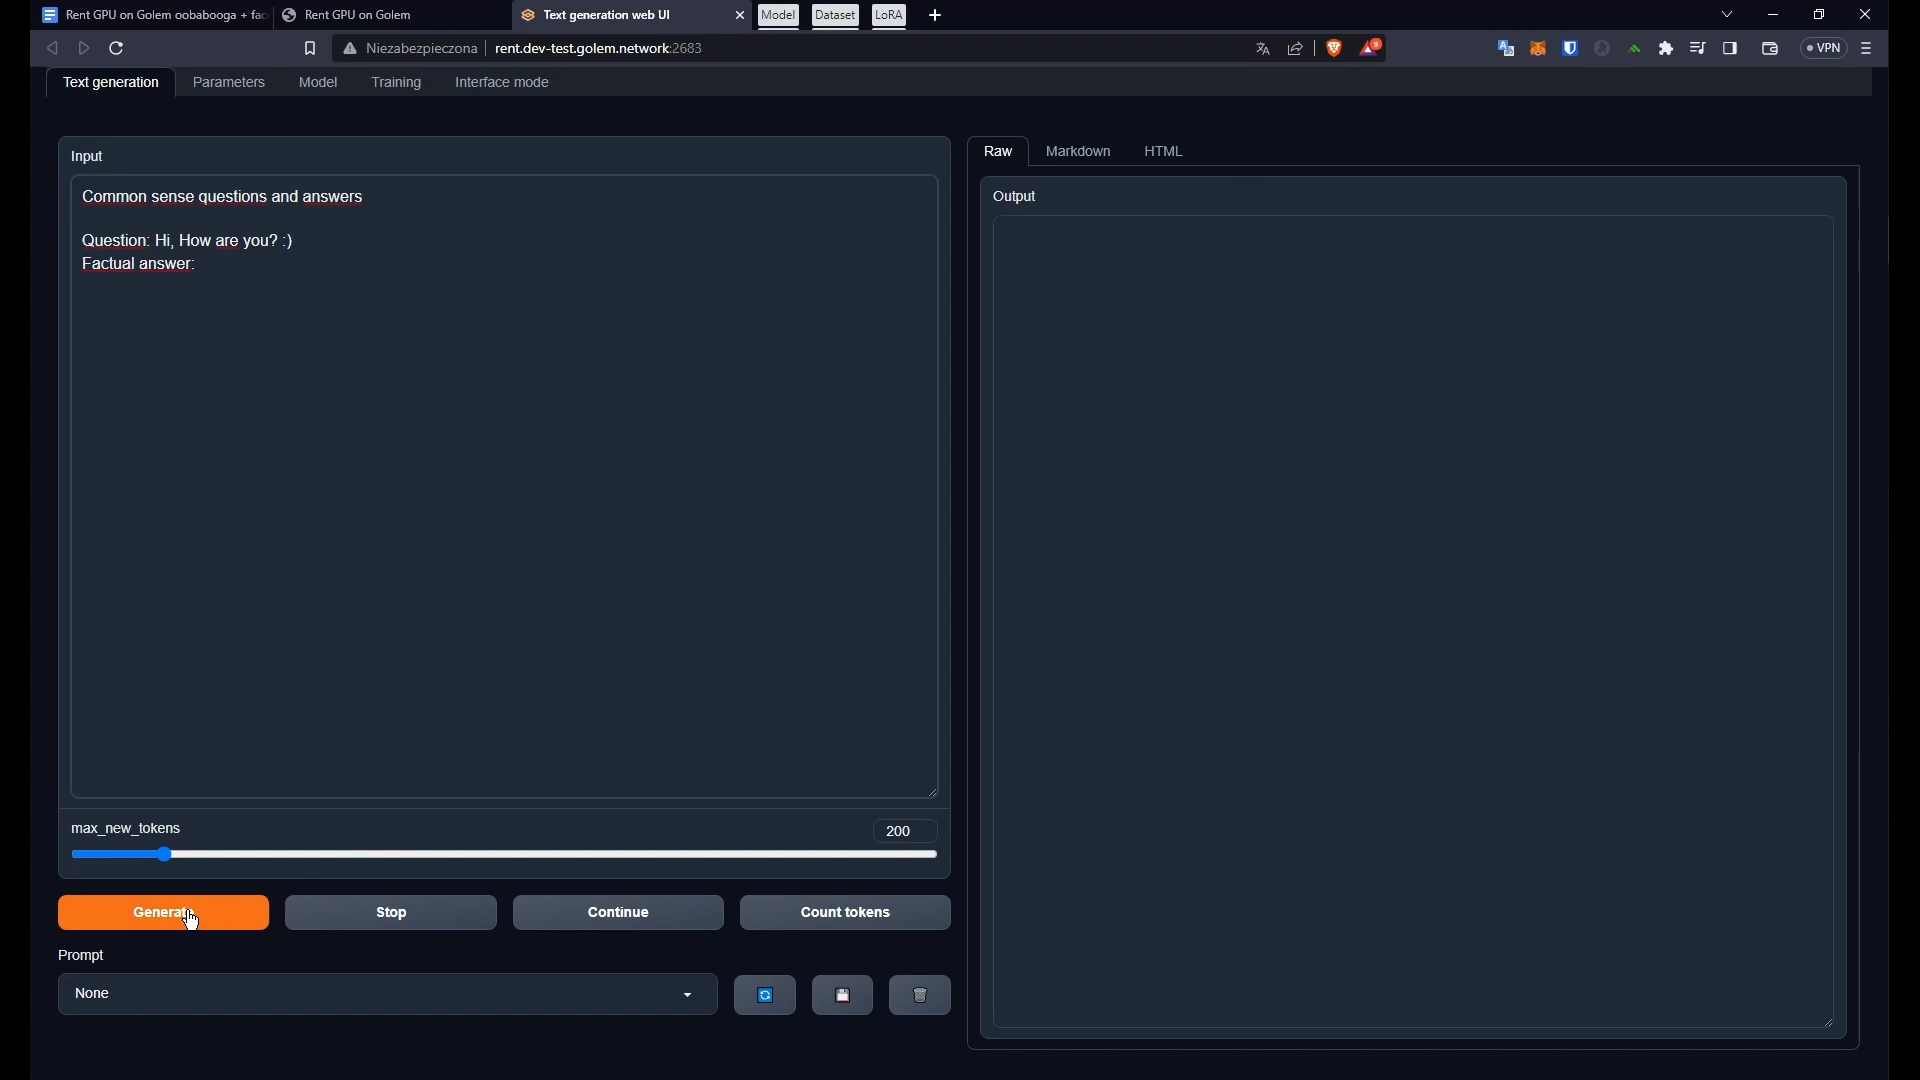 Rent GPU on Golem oobabooga + fac
Rent GPU on Golem
Text generation web UI
Model
Dataset
LoRA
Niezabezpieczona
rent.dev-test.golem.network:2683
9
VPN
Text generation
Parameters
Model
Training
Interface mode
Input
Common sense questions and answers
Question: Hi, How are you? :)
Factual answer:
max_new_tokens
200
Generate
Stop
Continue
Count tokens
Prompt
None
Raw
Markdown
HTML
Output